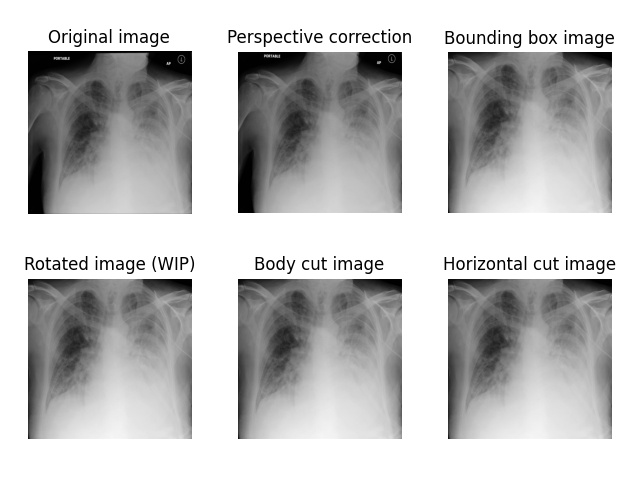 Original image
Perspective correction
Bounding box image
PORTABLE
AP
PORTABLE
AP
Rotated image (WIP)
Body cut image
Horizontal cut image